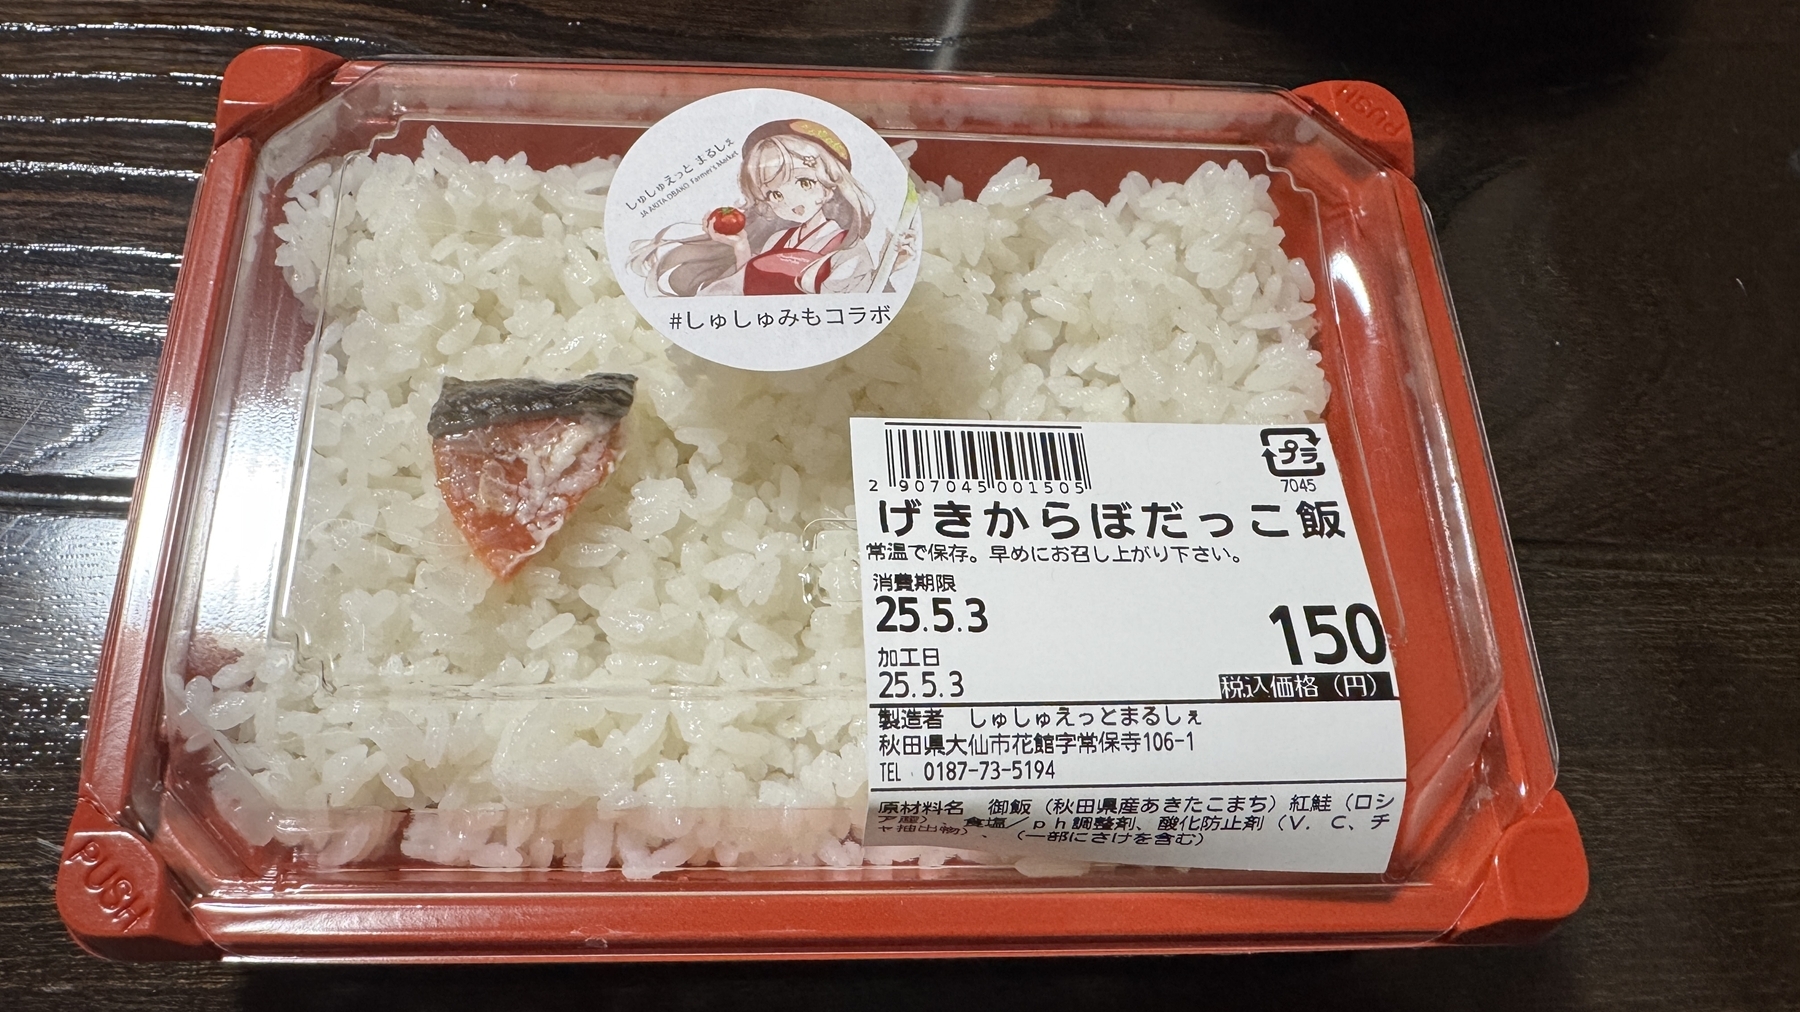 PUSH
しゅしゅえっと まるしぇ
JA AKITA OBAKO Farmer's Market
#しゅしゅみもコラボ
2 907045 001505
プラ
7045
げきからぼだっこ飯
常温で保存。早めにお召し上がり下さい。
消費期限
25.5.3
150
加工日
25.5.3
税込価格（円）
製造者 しゅしゅえっとまるしぇ
秋田県大仙市花館字常保寺106-1
TEL 0187-73-5194
原材料名 御飯（秋田県産あきたこまち）紅鮭（ロシ
ア産）、食塩／ｐｈ調整剤、酸化防止剤（Ｖ．Ｃ、チ
ャ抽出物）、（一部にさけを含む）
PUSH